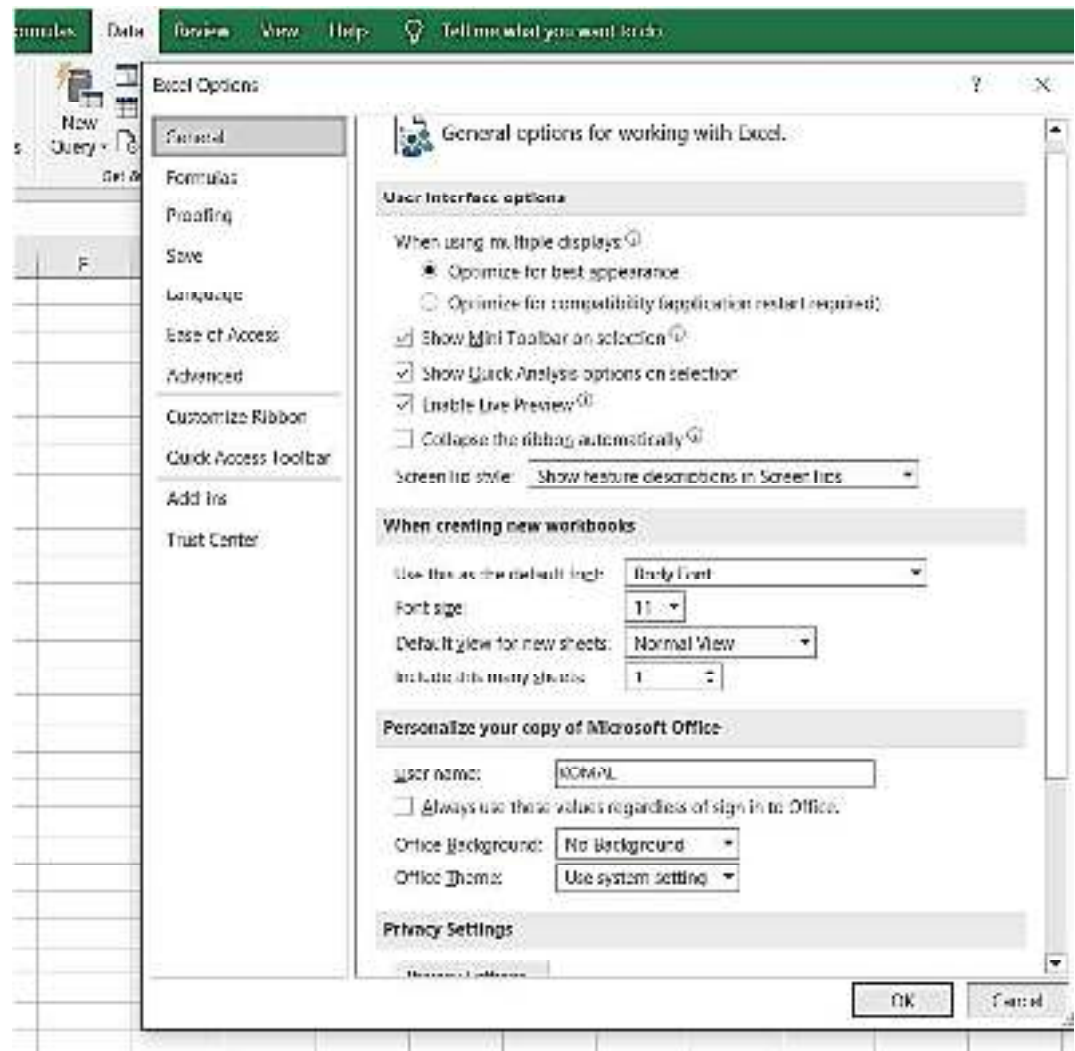 Data Review View Help Tell me what you want to do
New
Query
Get &
F
Excel Options
?
General
Formulas
Proofing
Save
Language
Ease of Access
Advanced
Customize Ribbon
Quick Access Toolbar
Add-ins
Trust Center
General options for working with Excel.
User Interface options
When using multiple displays:
Optimize for best appearance
Optimize for compatibility (application restart required)
Show Mini Toolbar on selection
Show Quick Analysis options on selection
Enable Live Preview
Collapse the ribbon automatically
ScreenTip style: Show feature descriptions in ScreenTips
When creating new workbooks
Use this as the default font: Body Font
Font size: 11
Default view for new sheets: Normal View
Include this many sheets: 1
Personalize your copy of Microsoft Office
User name: KOMAL
Always use these values regardless of sign in to Office.
Office Background: No Background
Office Theme: Use system setting
Privacy Settings
OK Cancel